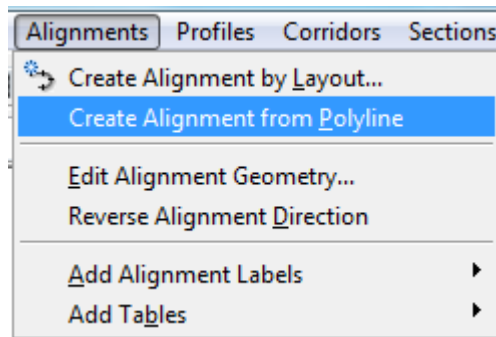 Alignments Profiles Corridors Sections
Create Alignment by Layout...
Create Alignment from Polyline
Edit Alignment Geometry...
Reverse Alignment Direction
Add Alignment Labels
Add Tables